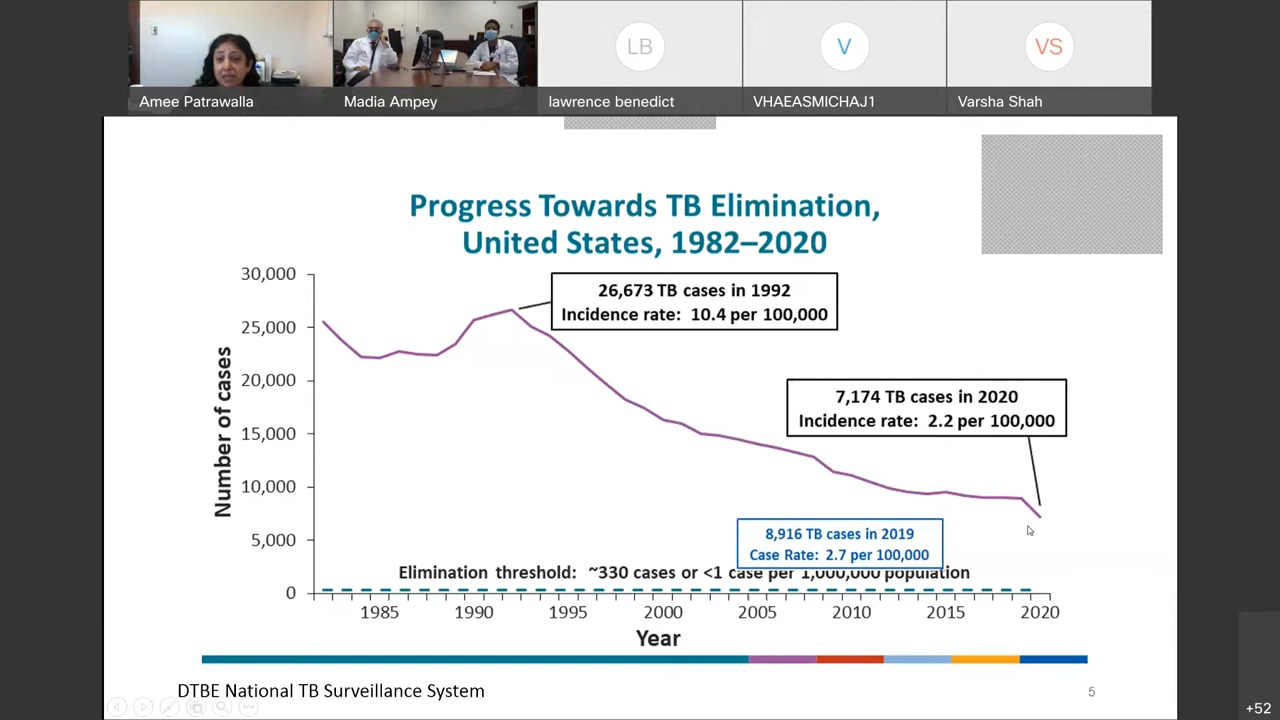 LB
V
VS
Amee Patrawalla
Madia Ampey
lawrence benedict
VHAEASMICHAJ1
Varsha Shah
Progress Towards TB Elimination,
United States, 1982–2020
30,000
25,000
20,000
15,000
10,000
5,000
0
Number of cases
26,673 TB cases in 1992
Incidence rate: 10.4 per 100,000
7,174 TB cases in 2020
Incidence rate: 2.2 per 100,000
8,916 TB cases in 2019
Case Rate: 2.7 per 100,000
Elimination threshold: ~330 cases or <1 case per 1,000,000 population
1985 1990 1995 2000 2005 2010 2015 2020
Year
DTBE National TB Surveillance System
5
+52